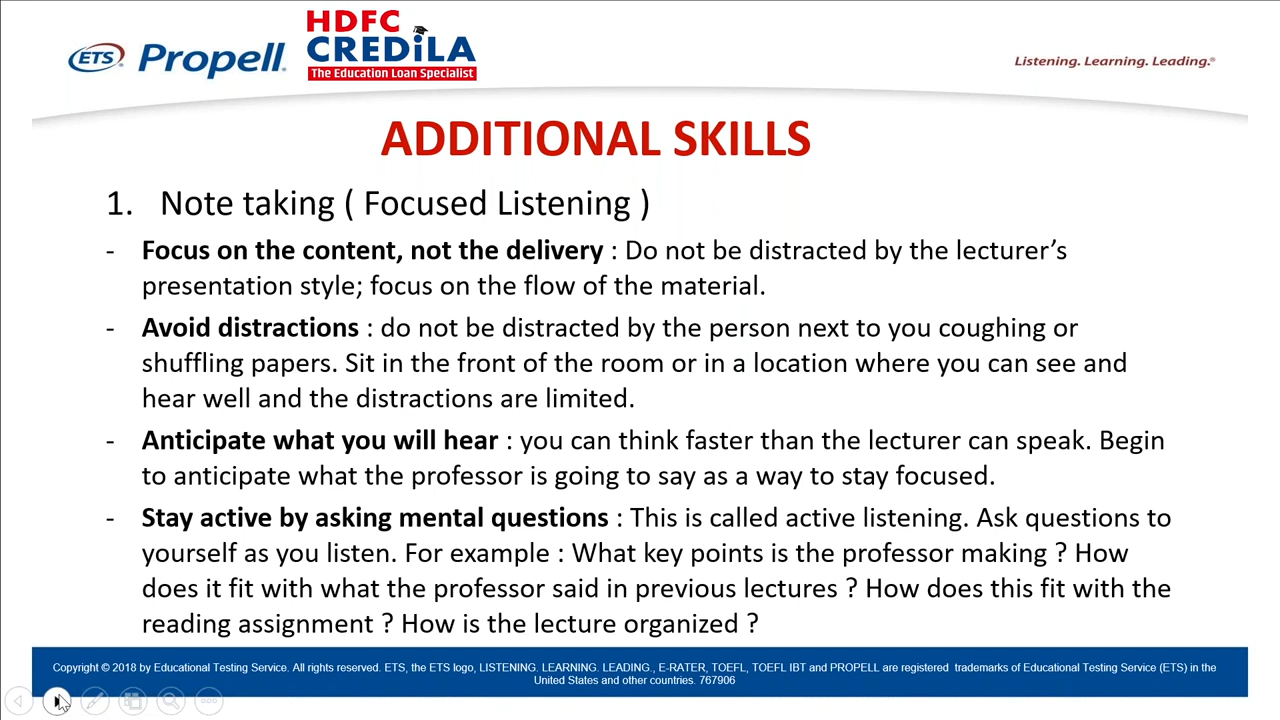 ETS Propell®
HDFC
CREDiLA
The Education Loan Specialist
Listening. Learning. Leading.®
ADDITIONAL SKILLS
1. Note taking ( Focused Listening )
- Focus on the content, not the delivery : Do not be distracted by the lecturer’s
presentation style; focus on the flow of the material.
- Avoid distractions : do not be distracted by the person next to you coughing or
shuffling papers. Sit in the front of the room or in a location where you can see and
hear well and the distractions are limited.
- Anticipate what you will hear : you can think faster than the lecturer can speak. Begin
to anticipate what the professor is going to say as a way to stay focused.
- Stay active by asking mental questions : This is called active listening. Ask questions to
yourself as you listen. For example : What key points is the professor making ? How
does it fit with what the professor said in previous lectures ? How does this fit with the
reading assignment ? How is the lecture organized ?
Copyright © 2018 by Educational Testing Service. All rights reserved. ETS, the ETS logo, LISTENING. LEARNING. LEADING., E-RATER, TOEFL, TOEFL IBT and PROPELL are registered trademarks of Educational Testing Service (ETS) in the
United States and other countries. 767906